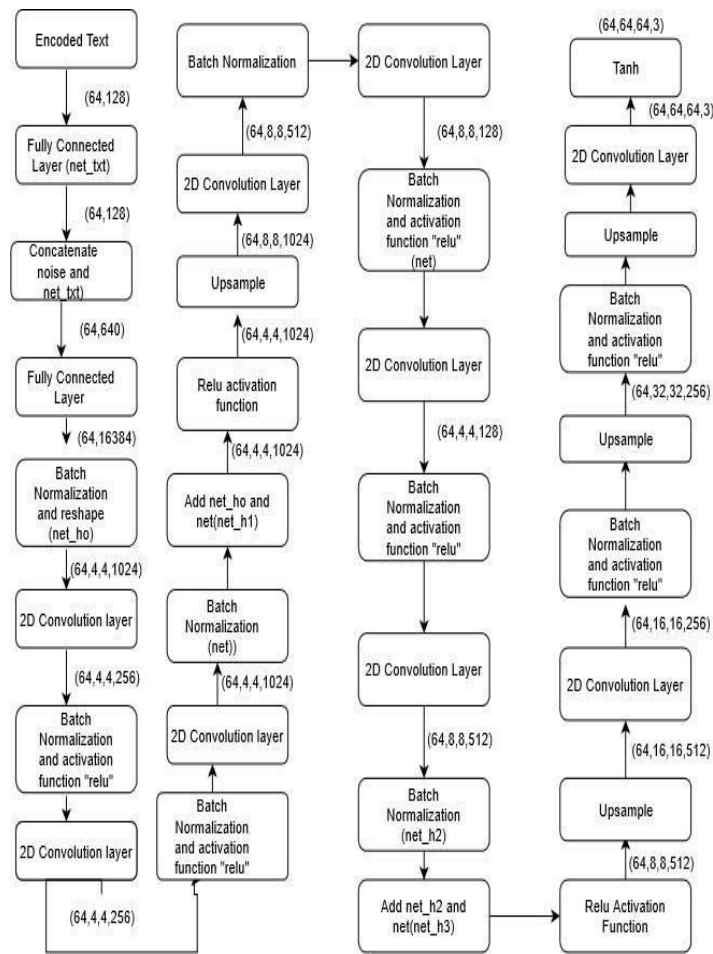 Encoded Text
(64,128)
Fully Connected
Layer (net_txt)
(64,128)
Concatenate
noise and
net_txt)
(64,640)
Fully Connected
Layer
(64,16384)
Batch
Normalization
and reshape
(net_ho)
(64,4,4,1024)
2D Convolution layer
(64,4,4,256)
Batch
Normalization
and activation
function "relu"
2D Convolution layer
(64,4,4,256)
Batch
Normalization
and activation
function "relu"
2D Convolution layer
(64,4,4,1024)
Batch
Normalization
(net))
Add net_ho and
net(net_h1)
(64,4,4,1024)
Relu activation
function
(64,4,4,1024)
Upsample
(64,8,8,1024)
2D Convolution Layer
(64,8,8,512)
Batch Normalization
2D Convolution Layer
(64,8,8,128)
Batch
Normalization
and activation
function "relu"
(net)
2D Convolution Layer
(64,4,4,128)
Batch
Normalization
and activation
function "relu"
2D Convolution Layer
(64,8,8,512)
Batch
Normalization
(net_h2)
Add net_h2 and
net(net_h3)
Relu Activation
Function
(64,8,8,512)
Upsample
(64,16,16,512)
2D Convolution Layer
(64,16,16,256)
Batch
Normalization
and activation
function "relu"
Upsample
(64,32,32,256)
Batch
Normalization
and activation
function "relu"
Upsample
2D Convolution Layer
(64,64,64,3)
Tanh
(64,64,64,3)